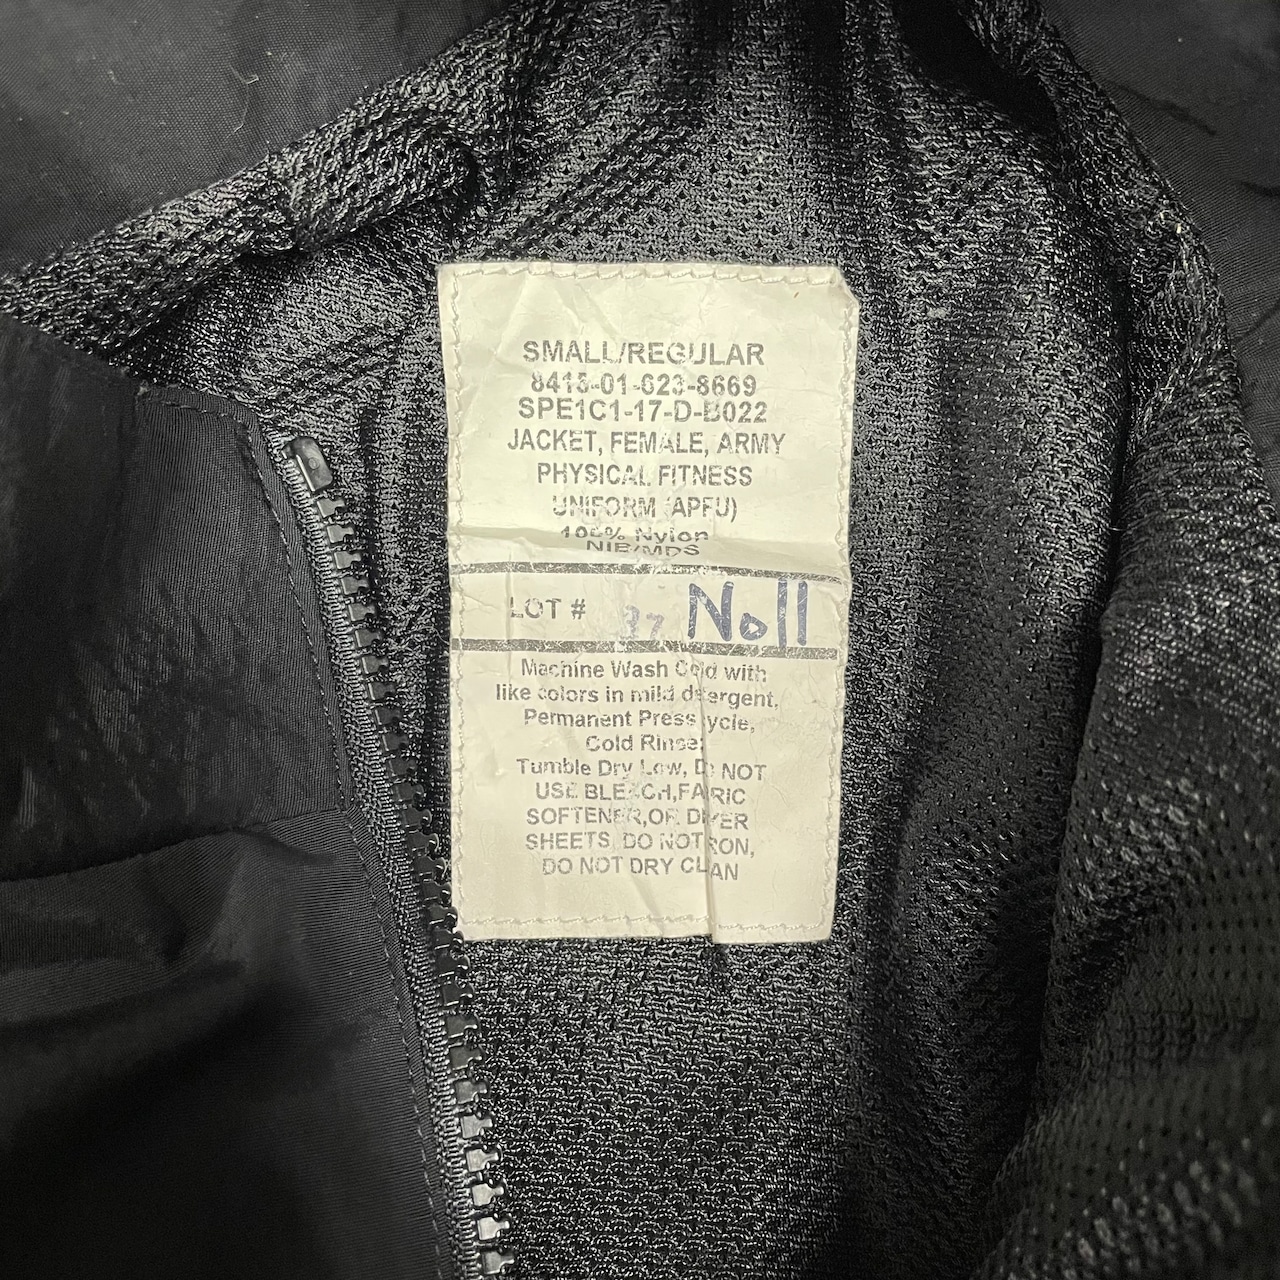 SMALL/REGULAR
8415-01-623-8669
SPE1C1-17-D-B022
JACKET, FEMALE, ARMY
PHYSICAL FITNESS
UNIFORM (APFU)
100% Nylon
NIB/MDS
LOT # 37 Noll
Machine Wash Cold with
like colors in mild detergent,
Permanent Press ycle,
Cold Rinse.
Tumble Dry Low, DO NOT
USE BLEACH,FABRIC
SOFTENER,OR DRYER
SHEETS, DO NOT IRON,
DO NOT DRY CLEAN